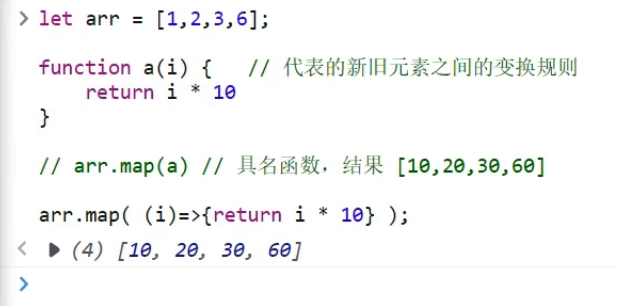 > let arr = [1,2,3,6];
function a(i) {   // 代表的新旧元素之间的变换规则
    return i * 10
}
// arr.map(a) // 具名函数，结果 [10,20,30,60]
arr.map( (i)=>{return i * 10} );
< ▶ (4) [10, 20, 30, 60]
>